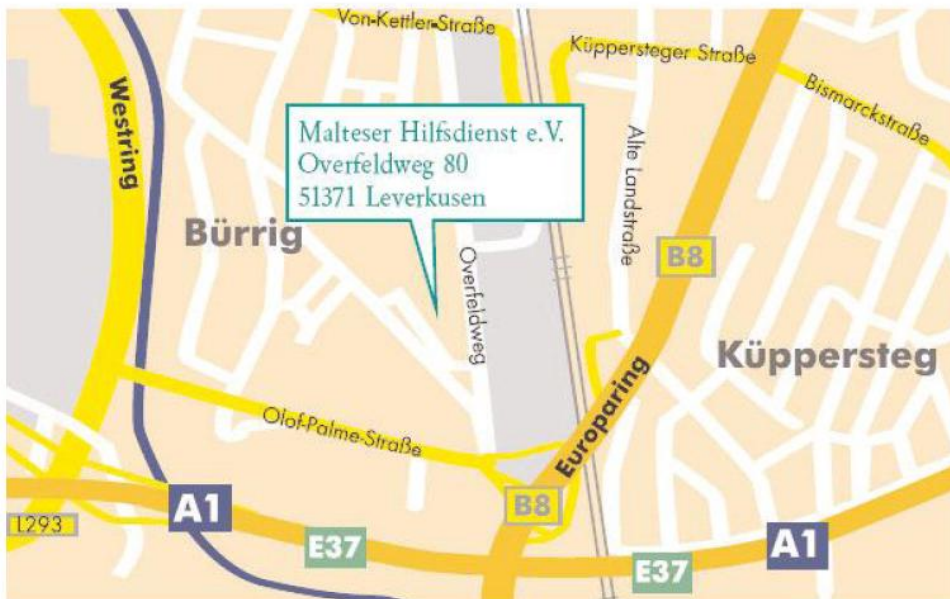 Von-Kettler-Straße
Küppersteger Straße
Bismarckstraße
Westring
Malteser Hilfsdienst e.V.
Overfeldweg 80
51371 Leverkusen
Alte Landstraße
Bürrig
B8
Overfeldweg
Küppersteg
Europaring
Olof-Palme-Straße
B8
A1
L293
E37
A1
E37